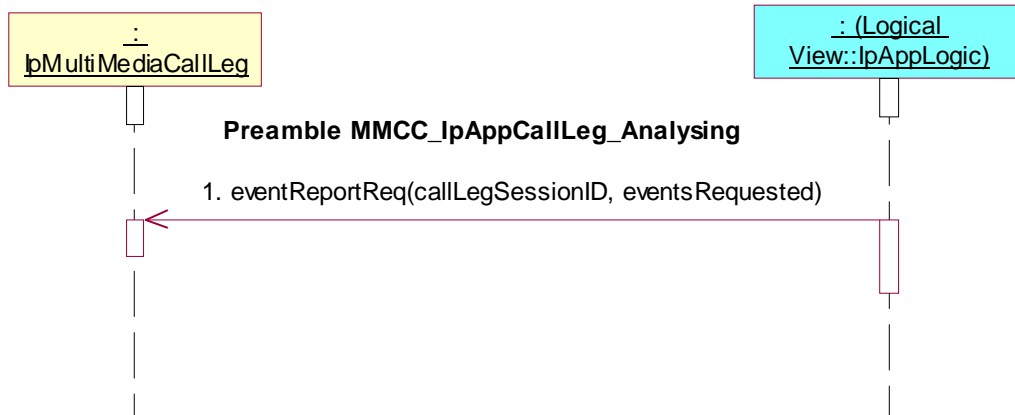 :
IpMultiMediaCallLeg
: (Logical
View::IpAppLogic)
Preamble MMCC_IpAppCallLeg_Analysing
1. eventReportReq(callLegSessionID, eventsRequested)